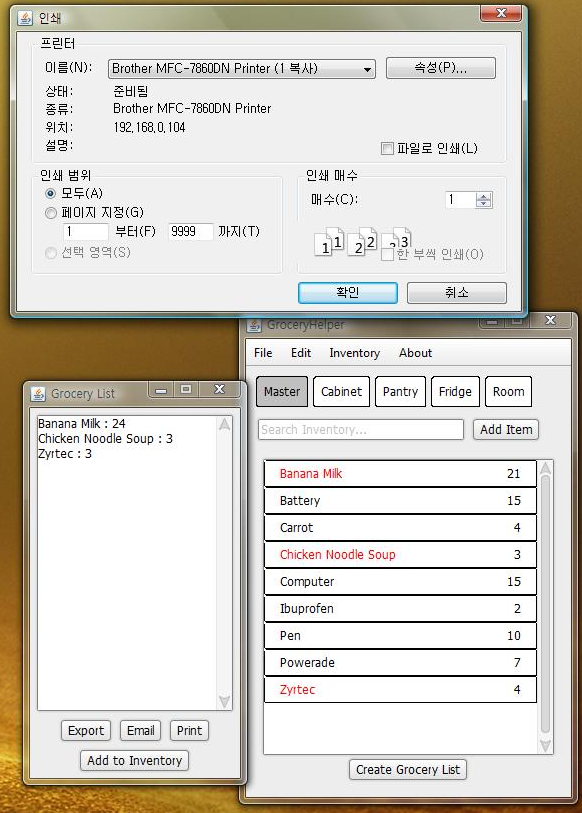 인쇄
프린터
이름(N): Brother MFC-7860DN Printer (1 복사) 속성(P)...
상태: 준비됨
종류: Brother MFC-7860DN Printer
위치: 192,168,0,104
설명:
파일로 인쇄(L)
인쇄 범위
모두(A)
페이지 지정(G)
1 부터(F) 9999 까지(T)
선택 영역(S)
인쇄 매수
매수(C): 1
1 1 2 2 3
한 부씩 인쇄(O)
확인 취소
GroceryHelper
File Edit Inventory About
Master Cabinet Pantry Fridge Room
Search Inventory... Add Item
Banana Milk 21
Battery 15
Carrot 4
Chicken Noodle Soup 3
Computer 15
Ibuprofen 2
Pen 10
Powerade 7
Zyrtec 4
Create Grocery List
Grocery List
Banana Milk : 24
Chicken Noodle Soup : 3
Zyrtec : 3
Export Email Print
Add to Inventory